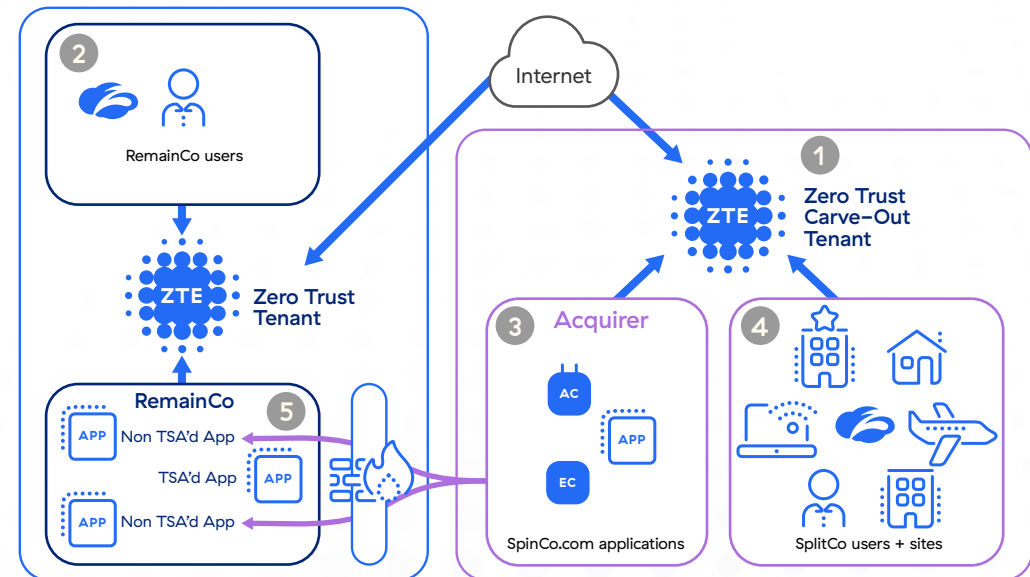 2
RemainCo users
Internet
1
ZTE
Zero Trust
Carve-Out
Tenant
ZTE
Zero Trust
Tenant
3
Acquirer
AC
APP
EC
SpinCo.com applications
4
SplitCo users + sites
RemainCo
5
APP
Non TSA'd App
TSA'd App
APP
APP
Non TSA'd App